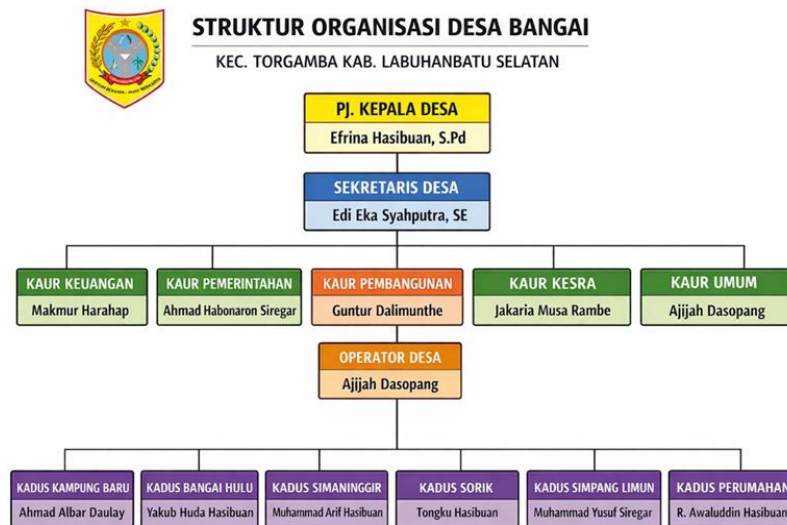 STRUKTUR ORGANISASI DESA BANGAI
KEC. TORGAMBA KAB. LABUHANBATU SELATAN
PJ. KEPALA DESA
Efrina Hasibuan, S.Pd
SEKRETARIS DESA
Edi Eka Syahputra, SE
KAUR KEUANGAN
Makmur Harahap
KAUR PEMERINTAHAN
Ahmad Habonaron Siregar
KAUR PEMBANGUNAN
Guntur Dalimunthe
KAUR KESRA
Jakaria Musa Rambe
KAUR UMUM
Ajijah Dasopang
OPERATOR DESA
Ajijah Dasopang
KADUS KAMPUNG BARU
Ahmad Albar Daulay
KADUS BANGAI HULU
Yakub Huda Hasibuan
KADUS SIMANINGGIR
Muhammad Arif Hasibuan
KADUS SORIK
Tongku Hasibuan
KADUS SIMPANG LIMUN
Muhammad Yusuf Siregar
KADUS PERUMAHAN
R. Awaluddin Hasibuan